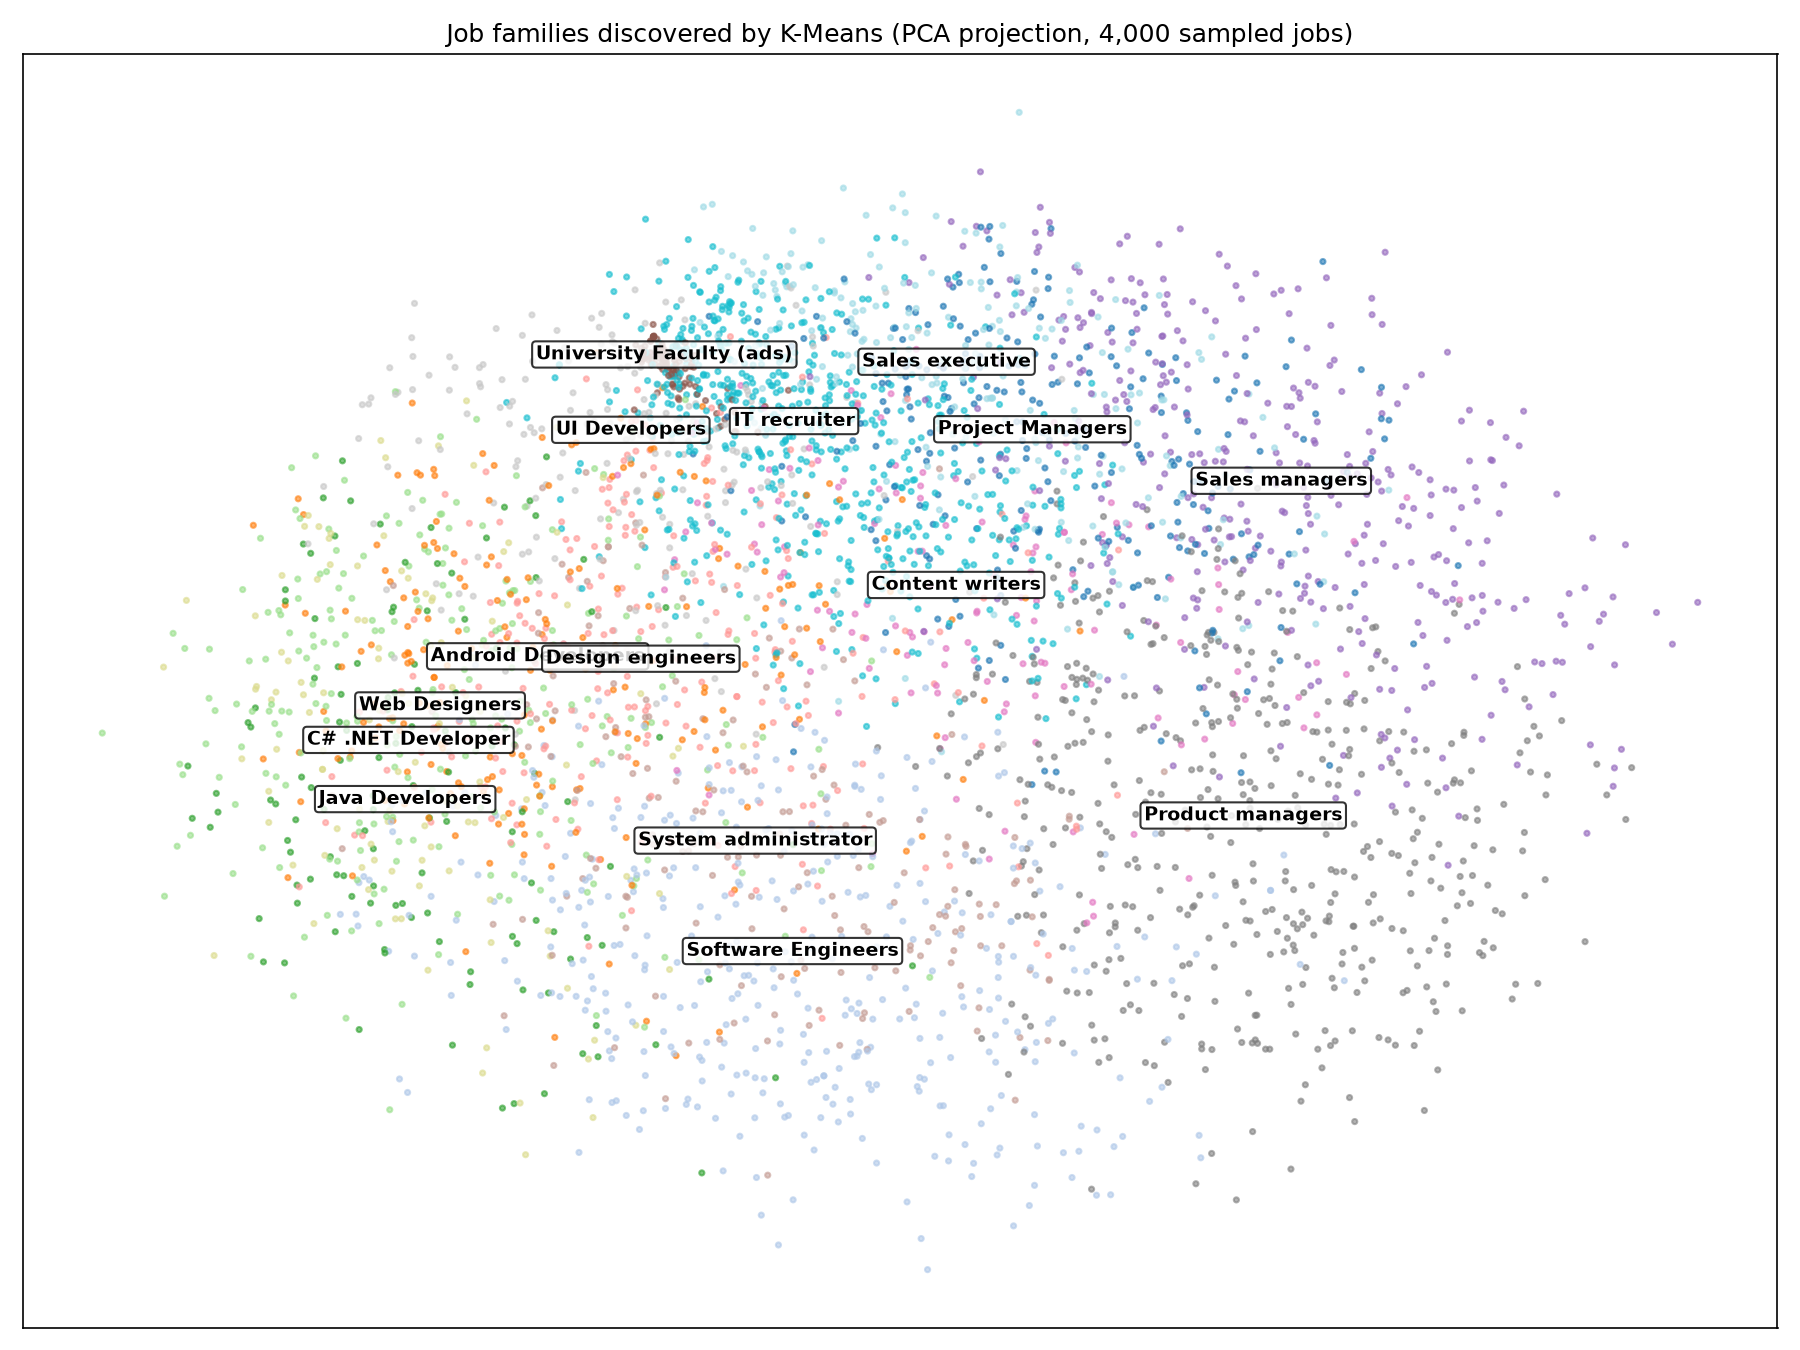 Job families discovered by K-Means (PCA projection, 4,000 sampled jobs)
University Faculty (ads)
Sales executive
IT recruiter
UI Developers
Project Managers
Sales managers
Content writers
Android D
Design engineers
Web Designers
C# .NET Developer
Java Developers
Product managers
System administrator
Software Engineers